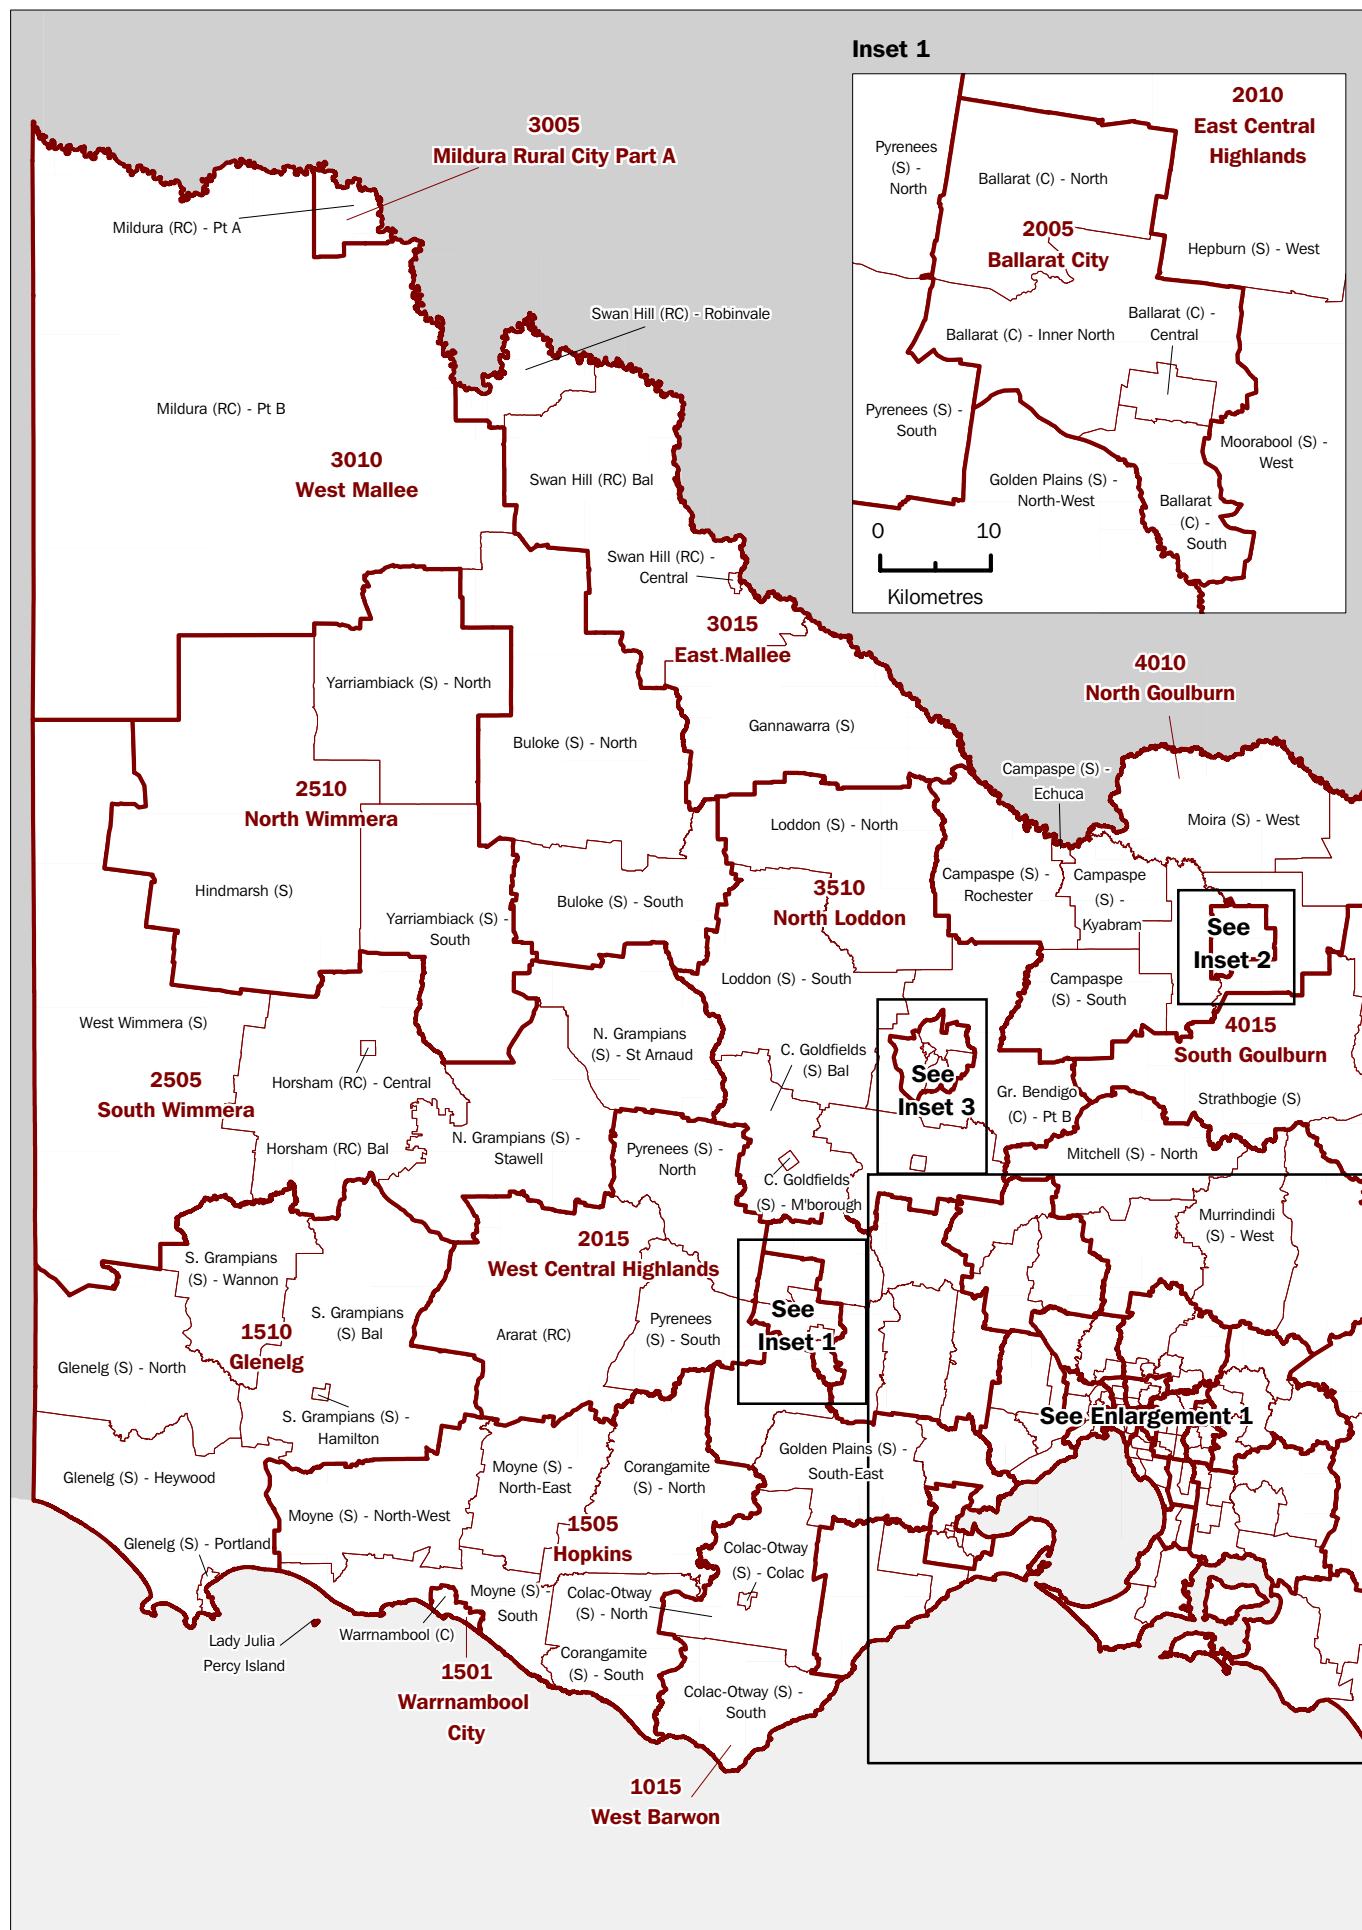 Inset 1
2010
East Central
Highlands
Pyrenees
(S) -
North
Ballarat (C) - North
2005
Ballarat City
Hepburn (S) - West
Ballarat (C) - Inner North
Ballarat (C) -
Central
Pyrenees (S) -
South
Moorabool (S) -
West
Golden Plains (S) -
North-West
Ballarat
(C) -
South
0
10
Kilometres
3005
Mildura Rural City Part A
Mildura (RC) - Pt A
Swan Hill (RC) - Robinvale
Mildura (RC) - Pt B
3010
West Mallee
Swan Hill (RC) Bal
Swan Hill (RC) -
Central
3015
East Mallee
4010
North Goulburn
Yarriambiack (S) - North
Gannawarra (S)
Buloke (S) - North
Campaspe (S) -
Echuca
2510
North Wimmera
Loddon (S) - North
Moira (S) - West
Hindmarsh (S)
Campaspe (S) -
Rochester
Campaspe
(S) -
Kyabram
3510
North Loddon
Buloke (S) - South
Yarriambiack (S) -
South
See
Inset 2
Loddon (S) - South
Campaspe
(S) - South
West Wimmera (S)
N. Grampians
(S) - St Arnaud
4015
South Goulburn
C. Goldfields
(S) Bal
2505
South Wimmera
Horsham (RC) - Central
See
Inset 3
Gr. Bendigo
(C) - Pt B
Strathbogie (S)
Horsham (RC) Bal
N. Grampians (S) -
Stawell
Pyrenees (S) -
North
Mitchell (S) - North
C. Goldfields
(S) - M'borough
Murrindindi
(S) - West
S. Grampians
(S) - Wannon
2015
West Central Highlands
S. Grampians
(S) Bal
1510
Glenelg
Ararat (RC)
Pyrenees
(S) - South
See
Inset 1
Glenelg (S) - North
S. Grampians (S) -
Hamilton
See Enlargement 1
Glenelg (S) - Heywood
Moyne (S) -
North-East
Corangamite
(S) - North
Golden Plains (S) -
South-East
Moyne (S) - North-West
1505
Hopkins
Glenelg (S) - Portland
Colac-Otway
(S) - Colac
Moyne (S) -
South
Colac-Otway
(S) - North
Lady Julia
Percy Island
Warrnambool (C)
Corangamite
(S) - South
1501
Warrnambool
City
Colac-Otway (S) -
South
1015
West Barwon